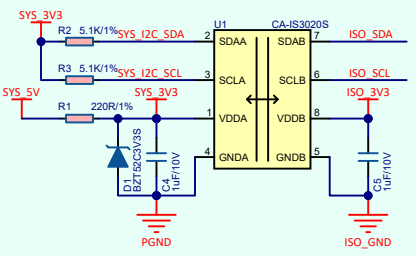 SYS_3V3
U1
CA-IS3020S
R2 5.1K/1%
SYS_I2C_SDA
2
SDAA
SDAB
7
ISO_SDA
R3 5.1K/1%
SYS_I2C_SCL
3
SCLA
SCLB
6
ISO_SCL
SYS_5V
R1
220R/1%
SYS_3V3
ISO_3V3
1
VDDA
VDDB
8
D1
BZT52C3V3S
C4
1uF/10V
4
GNDA
GNDB
5
C5
1uF/10V
PGND
ISO_GND